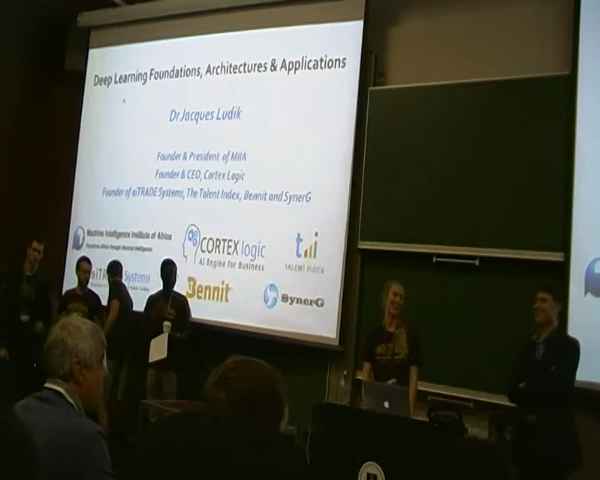 Deep Learning Foundations, Architectures & Applications
Dr Jacques Ludik
Founder & President of MIIA
Founder & CEO, Cortex Logic
Founder of aiTRADE Systems, The Talent Index, Bennit and SynerG
Machine Intelligence Institute of Africa
CORTEX logic
AI Engine for Business
TALENT INDEX
Systems
Bennit
SynerG